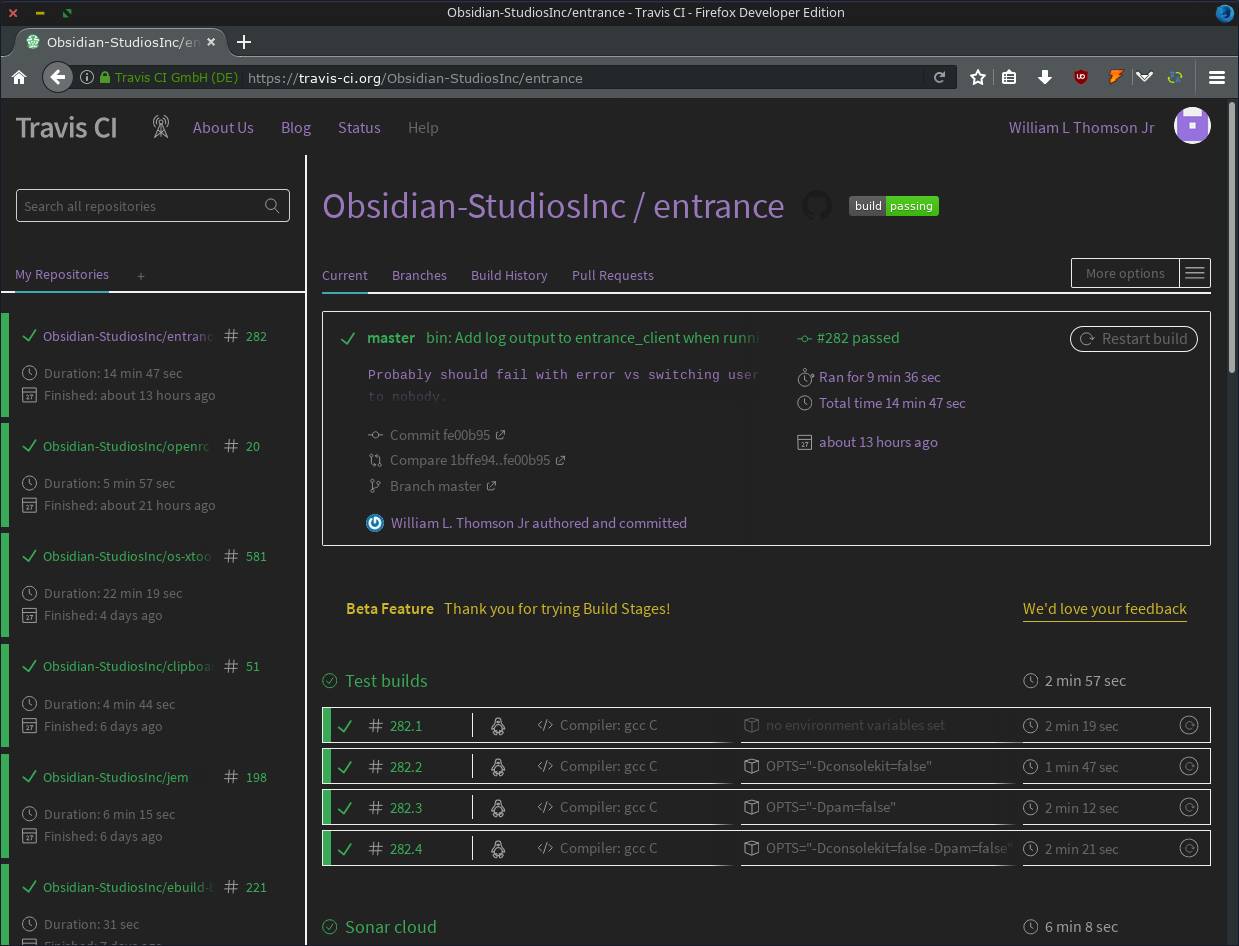 Obsidian-StudiosInc/entrance - Travis CI - Firefox Developer Edition
Obsidian-StudiosInc/en
Travis CI GmbH (DE) https://travis-ci.org/Obsidian-StudiosInc/entrance
Travis CI About Us Blog Status Help William L Thomson Jr
Search all repositories
My Repositories +
Obsidian-StudiosInc/entranc # 282
Duration: 14 min 47 sec
Finished: about 13 hours ago
Obsidian-StudiosInc/openrc # 20
Duration: 5 min 57 sec
Finished: about 21 hours ago
Obsidian-StudiosInc/os-xtoo # 581
Duration: 22 min 19 sec
Finished: 4 days ago
Obsidian-StudiosInc/clipboa # 51
Duration: 4 min 44 sec
Finished: 6 days ago
Obsidian-StudiosInc/jem # 198
Duration: 6 min 15 sec
Finished: 6 days ago
Obsidian-StudiosInc/ebuild- # 221
Duration: 31 sec
Finished: 7 days ago
Obsidian-StudiosInc / entrance build passing
Current Branches Build History Pull Requests More options
master bin: Add log output to entrance_client when runni
Probably should fail with error vs switching user
to nobody.
Commit fe00b95
Compare 1bffe94..fe00b95
Branch master
William L. Thomson Jr authored and committed
#282 passed
Ran for 9 min 36 sec
Total time 14 min 47 sec
about 13 hours ago
Restart build
Beta Feature Thank you for trying Build Stages! We'd love your feedback
Test builds 2 min 57 sec
# 282.1 Compiler: gcc C no environment variables set 2 min 19 sec
# 282.2 Compiler: gcc C OPTS="-Dconsolekit=false" 1 min 47 sec
# 282.3 Compiler: gcc C OPTS="-Dpam=false" 2 min 12 sec
# 282.4 Compiler: gcc C OPTS="-Dconsolekit=false -Dpam=false" 2 min 21 sec
Sonar cloud 6 min 8 sec